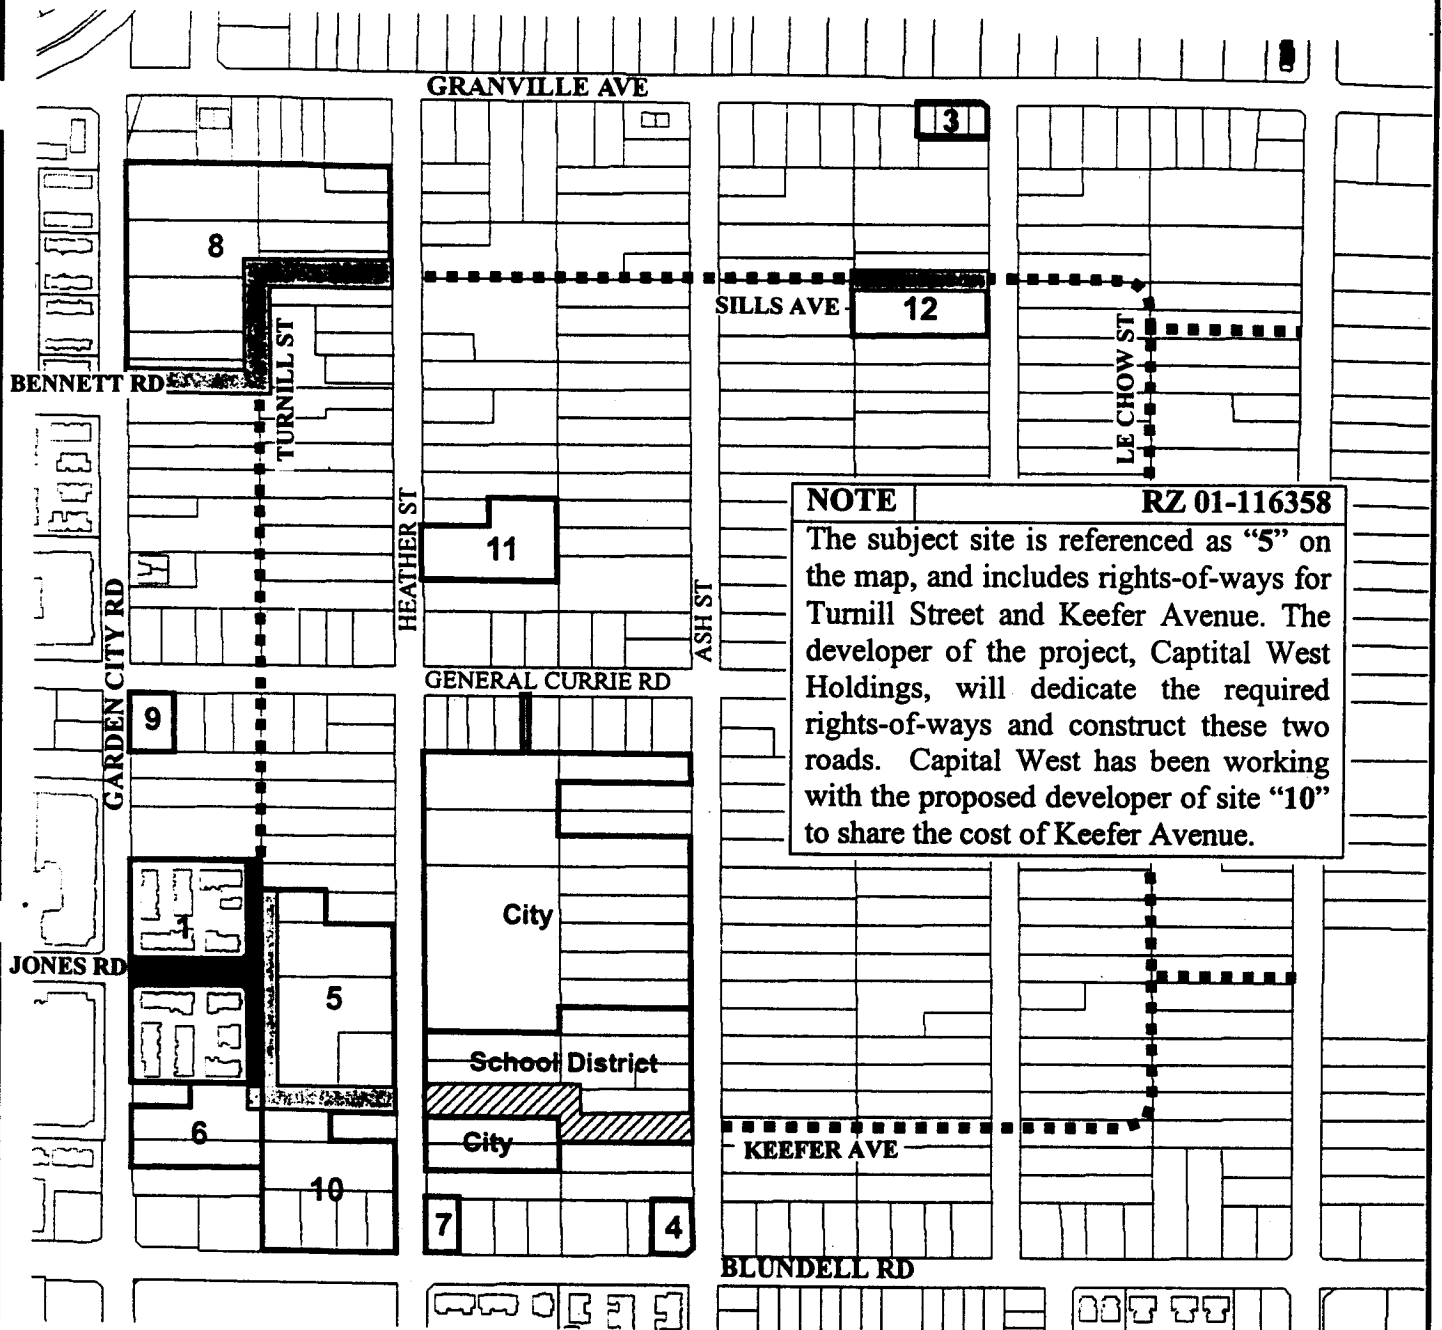 GRANVILLE AVE
3
8
SILLS AVE
12
TURNILL ST
LE CHOW ST
BENNETT RD
NOTE RZ 01-116358
The subject site is referenced as “5” on
the map, and includes rights-of-ways for
Turnill Street and Keefer Avenue. The
developer of the project, Captital West
Holdings, will dedicate the required
rights-of-ways and construct these two
roads. Capital West has been working
with the proposed developer of site “10”
to share the cost of Keefer Avenue.
HEATHER ST
11
GARDEN CITY RD
ASH ST
GENERAL CURRIE RD
9
City
1
JONES RD
5
School District
6
City
KEEFER AVE
10
7
4
BLUNDELL RD